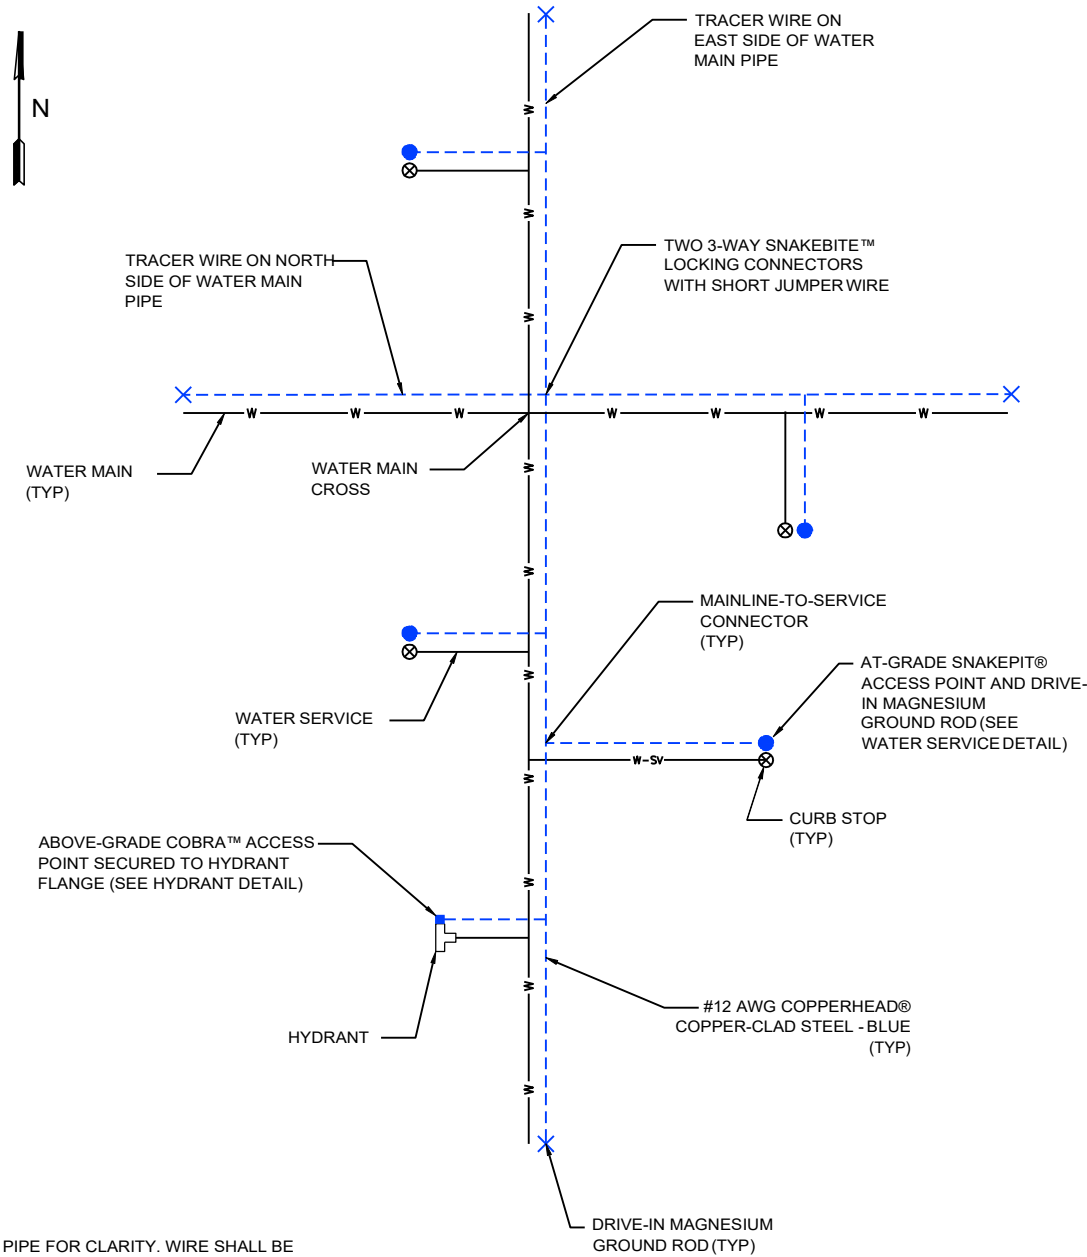 TRACER WIRE ON
EAST SIDE OF WATER
MAIN PIPE
N
W
W
TRACER WIRE ON NORTH
SIDE OF WATER MAIN
PIPE
TWO 3-WAY SNAKEBITE™
LOCKING CONNECTORS
WITH SHORT JUMPER WIRE
W
W
W
W
W
W
W
W
WATER MAIN
(TYP)
WATER MAIN
CROSS
W
W
MAINLINE-TO-SERVICE
CONNECTOR
(TYP)
W
AT-GRADE SNAKEPIT®
ACCESS POINT AND DRIVE-
IN MAGNESIUM
GROUND ROD (SEE
WATER SERVICE DETAIL)
WATER SERVICE
(TYP)
W-SV
W
CURB STOP
(TYP)
ABOVE-GRADE COBRA™ ACCESS
POINT SECURED TO HYDRANT
FLANGE (SEE HYDRANT DETAIL)
W
W
#12 AWG COPPERHEAD®
COPPER-CLAD STEEL - BLUE
(TYP)
HYDRANT
W
DRIVE-IN MAGNESIUM
GROUND ROD (TYP)
PIPE FOR CLARITY. WIRE SHALL BE